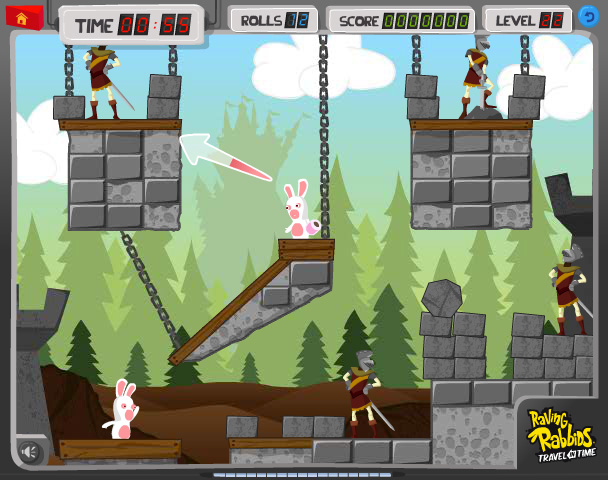 TIME 00:55
ROLLS 12
SCORE 0000000
LEVEL 22
RAVING
RABBIDS
TRAVEL IN TIME